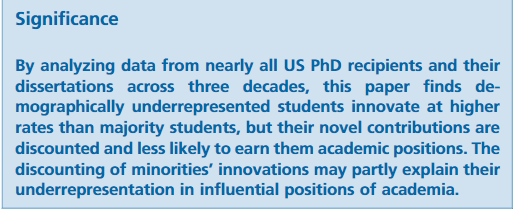 Significance
By analyzing data from nearly all US PhD recipients and their
dissertations across three decades, this paper finds de-
mographically underrepresented students innovate at higher
rates than majority students, but their novel contributions are
discounted and less likely to earn them academic positions. The
discounting of minorities’ innovations may partly explain their
underrepresentation in influential positions of academia.